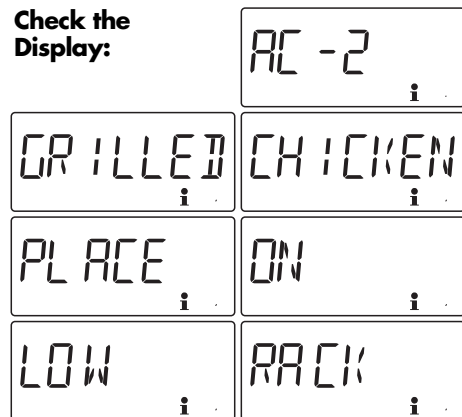 Check the
Display:
AC -2
i
GRILLED CHICKEN
i i
PLACE ON
i i
LOW RACK
i i